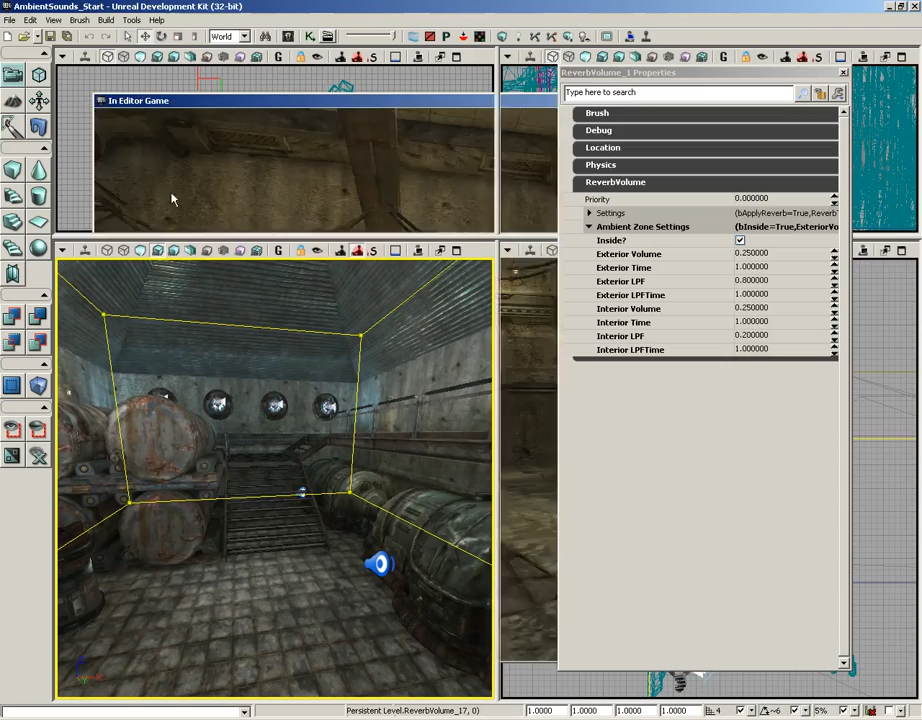 AmbientSounds_Start - Unreal Development Kit (32-bit)
File Edit View Brush Build Tools Help
World
G
P
S
ReverbVolume_1 Properties
In Editor Game
Type here to search
Brush
Debug
Location
Physics
ReverbVolume
Priority 0.000000
Settings (bApplyReverb=True,Reverb
Ambient Zone Settings (bInside=True,ExteriorVo
Inside?
Exterior Volume 0.250000
Exterior Time 1.000000
Exterior LPF 0.800000
Exterior LPFTime 1.000000
Interior Volume 0.250000
Interior Time 1.000000
Interior LPF 0.200000
Interior LPFTime 1.000000
Persistent Level.ReverbVolume_17, 0) 1.0000 1.0000 1.0000 1.0000 4 6 5%